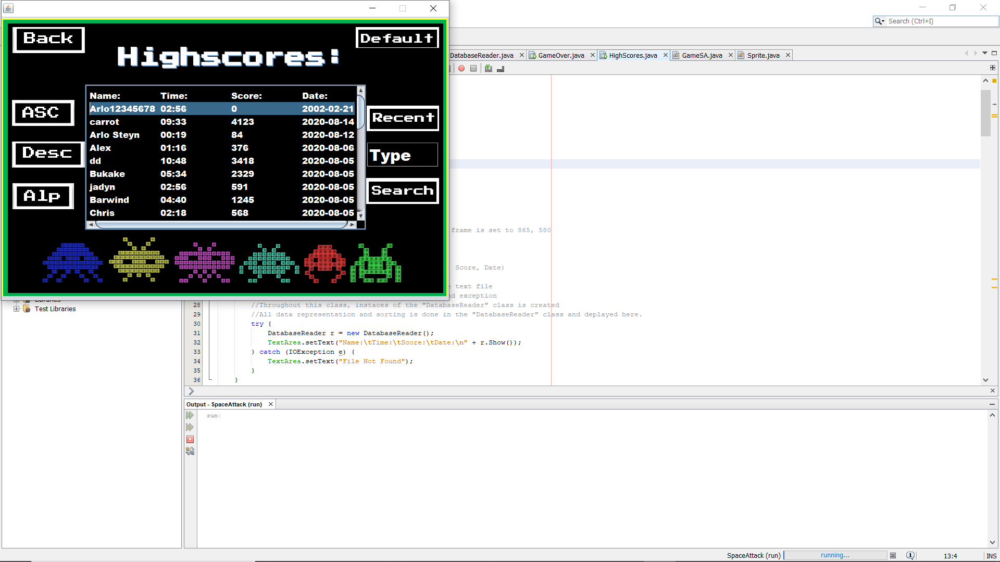 Back
Default
Highscores:
ASC
Desc
Alp
Name: Time: Score: Date:
Arlo12345678 02:56 0 2002-02-21
carrot 09:33 4123 2020-08-14
Arlo Steyn 00:19 84 2020-08-12
Alex 01:16 376 2020-08-06
dd 10:48 3418 2020-08-05
Bukake 05:34 2329 2020-08-05
jadyn 02:56 591 2020-08-05
Barwind 04:40 1245 2020-08-05
Chris 02:18 568 2020-08-05
Recent
Type
Search
Search (Ctrl+I)
DatabaseReader.java GameOver.java HighScores.java GameSA.java Sprite.java
frame is set to 865, 580
Score, Date)
text file
exception
Test Libraries
28 //Throughout this class, instaces of the "DatabaseReader" class is created
29 //All data representation and sorting is done in the "DatabaseReader" class and deplayed here.
30 try {
31 DatabaseReader r = new DatabaseReader();
32 TextArea.setText("Name:\tTime:\tScore:\tDate:\n" + r.Show());
33 } catch (IOException e) {
34 TextArea.setText("File Not Found");
35 }
36 }
Output - SpaceAttack (run)
run:
SpaceAttack (run) running... 13:4 INS